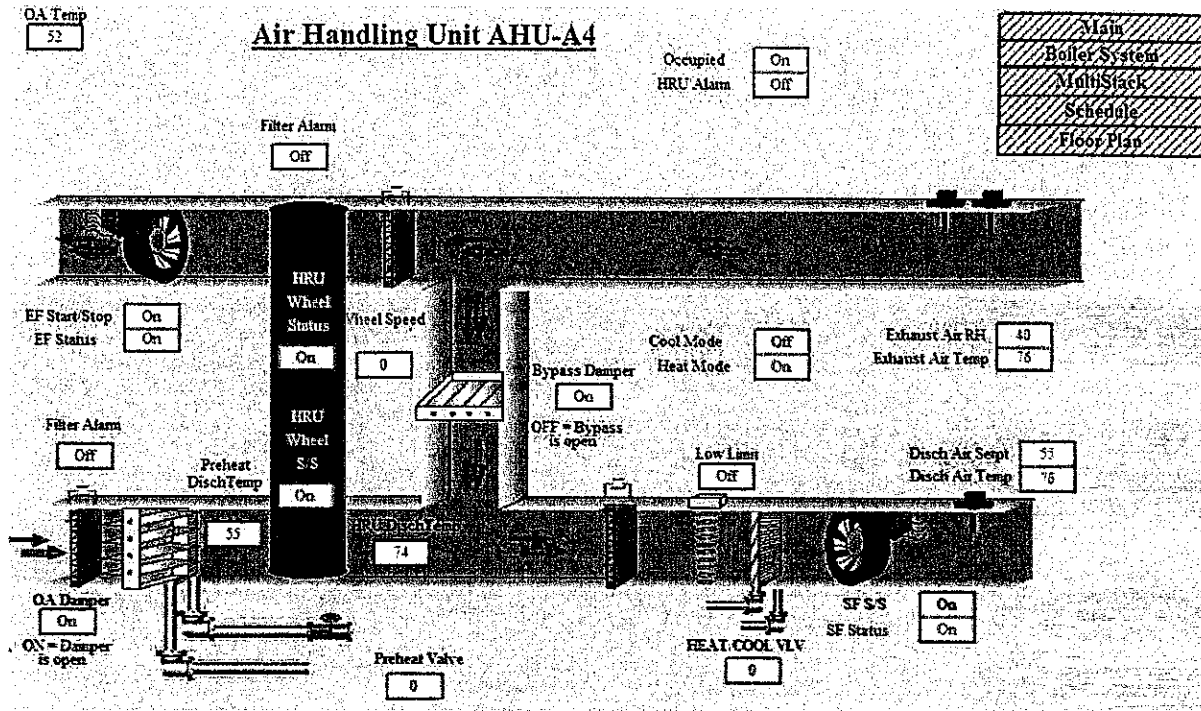 OA Temp
52
Air Handling Unit AHU-A4
Occupied On
HRU Alarm Off
Main
Boiler System
MultiStack
Schedule
Floor Plan
Filter Alarm
Off
HRU
Wheel
Status
On
EF Start/Stop On
EF Status On
Wheel Speed
0
Cool Mode Off
Heat Mode On
Exhaust Air RH 40
Exhaust Air Temp 76
Bypass Damper
On
OFF = Bypass
is open
HRU
Wheel
S/S
On
Filter Alarm
Off
Preheat
DischTemp
55
HRU DischTemp
74
Low Limit
Off
Disch Air Setpt 55
Disch Air Temp 76
OA Damper
On
ON = Damper
is open
Preheat Valve
0
HEAT/COOL VLV
0
SF S/S On
SF Status On